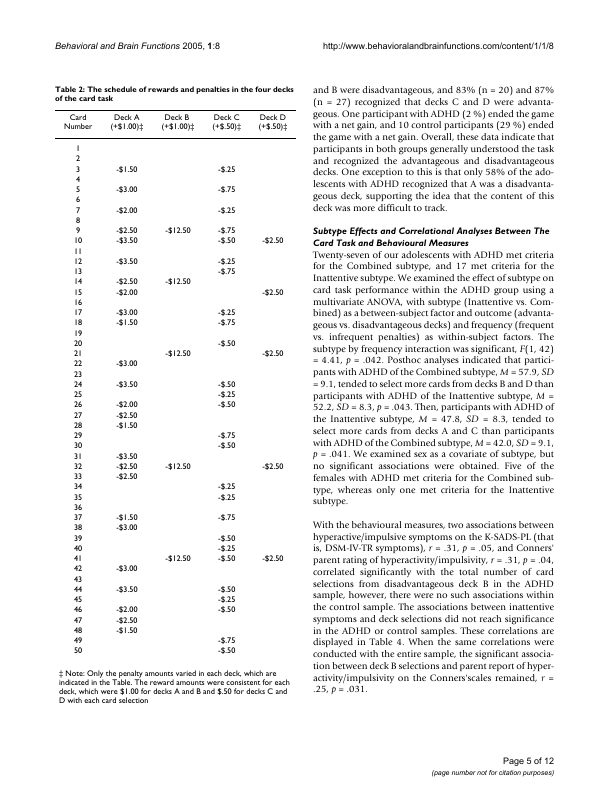 Behavioral and Brain Functions 2005, 1:8 http://www.behavioralandbrainfunctions.com/content/1/1/8
Table 2: The schedule of rewards and penalties in the four decks
of the card task
Card Deck A Deck B Deck C Deck D
Number (+$1.00)‡ (+$1.00)‡ (+$.50)‡ (+$.50)‡
1
2
3 -$1.50 -$.25
4
5 -$3.00 -$.75
6
7 -$2.00 -$.25
8
9 -$2.50 -$12.50 -$.75
10 -$3.50 -$.50 -$2.50
11
12 -$3.50 -$.25
13 -$.75
14 -$2.50 -$12.50
15 -$2.00 -$2.50
16
17 -$3.00 -$.25
18 -$1.50 -$.75
19
20 -$.50
21 -$12.50 -$2.50
22 -$3.00
23
24 -$3.50 -$.50
25 -$.25
26 -$2.00 -$.50
27 -$2.50
28 -$1.50
29 -$.75
30 -$.50
31 -$3.50
32 -$2.50 -$12.50 -$2.50
33 -$2.50
34 -$.25
35 -$.25
36
37 -$1.50 -$.75
38 -$3.00
39 -$.50
40 -$.25
41 -$12.50 -$.50 -$2.50
42 -$3.00
43
44 -$3.50 -$.50
45 -$.25
46 -$2.00 -$.50
47 -$2.50
48 -$1.50
49 -$.75
50 -$.50
‡ Note: Only the penalty amounts varied in each deck, which are
indicated in the Table. The reward amounts were consistent for each
deck, which were $1.00 for decks A and B and $.50 for decks C and
D with each card selection
and B were disadvantageous, and 83% (n = 20) and 87%
(n = 27) recognized that decks C and D were advanta-
geous. One participant with ADHD (2 %) ended the game
with a net gain, and 10 control participants (29 %) ended
the game with a net gain. Overall, these data indicate that
participants in both groups generally understood the task
and recognized the advantageous and disadvantageous
decks. One exception to this is that only 58% of the ado-
lescents with ADHD recognized that A was a disadvanta-
geous deck, supporting the idea that the content of this
deck was more difficult to track.
Subtype Effects and Correlational Analyses Between The
Card Task and Behavioural Measures
Twenty-seven of our adolescents with ADHD met criteria
for the Combined subtype, and 17 met criteria for the
Inattentive subtype. We examined the effect of subtype on
card task performance within the ADHD group using a
multivariate ANOVA, with subtype (Inattentive vs. Com-
bined) as a between-subject factor and outcome (advanta-
geous vs. disadvantageous decks) and frequency (frequent
vs. infrequent penalties) as within-subject factors. The
subtype by frequency interaction was significant, F(1, 42)
= 4.41, p = .042. Posthoc analyses indicated that partici-
pants with ADHD of the Combined subtype, M = 57.9, SD
= 9.1, tended to select more cards from decks B and D than
participants with ADHD of the Inattentive subtype, M =
52.2, SD = 8.3, p = .043. Then, participants with ADHD of
the Inattentive subtype, M = 47.8, SD = 8.3, tended to
select more cards from decks A and C than participants
with ADHD of the Combined subtype, M = 42.0, SD = 9.1,
p = .041. We examined sex as a covariate of subtype, but
no significant associations were obtained. Five of the
females with ADHD met criteria for the Combined sub-
type, whereas only one met criteria for the Inattentive
subtype.
With the behavioural measures, two associations between
hyperactive/impulsive symptoms on the K-SADS-PL (that
is, DSM-IV-TR symptoms), r = .31, p = .05, and Conners'
parent rating of hyperactivity/impulsivity, r = .31, p = .04,
correlated significantly with the total number of card
selections from disadvantageous deck B in the ADHD
sample, however, there were no such associations within
the control sample. The associations between inattentive
symptoms and deck selections did not reach significance
in the ADHD or control samples. These correlations are
displayed in Table 4. When the same correlations were
conducted with the entire sample, the significant associa-
tion between deck B selections and parent report of hyper-
activity/impulsivity on the Conners'scales remained, r =
.25, p = .031.
Page 5 of 12
(page number not for citation purposes)